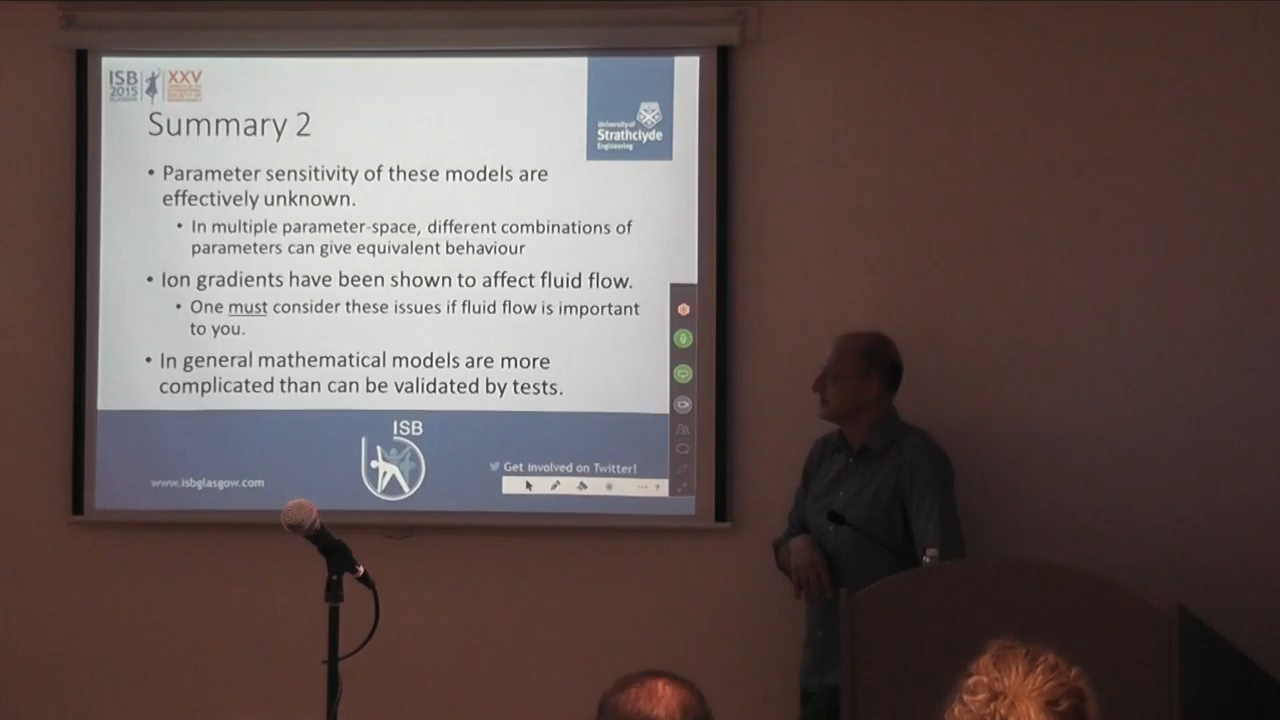 ISB
2015
GLASGOW
XXV
University of
Strathclyde
Engineering
Summary 2
• Parameter sensitivity of these models are
effectively unknown.
• In multiple parameter-space, different combinations of
parameters can give equivalent behaviour
• Ion gradients have been shown to affect fluid flow.
• One must consider these issues if fluid flow is important
to you.
• In general mathematical models are more
complicated than can be validated by tests.
ISB
www.isbglasgow.com
Get involved on Twitter!